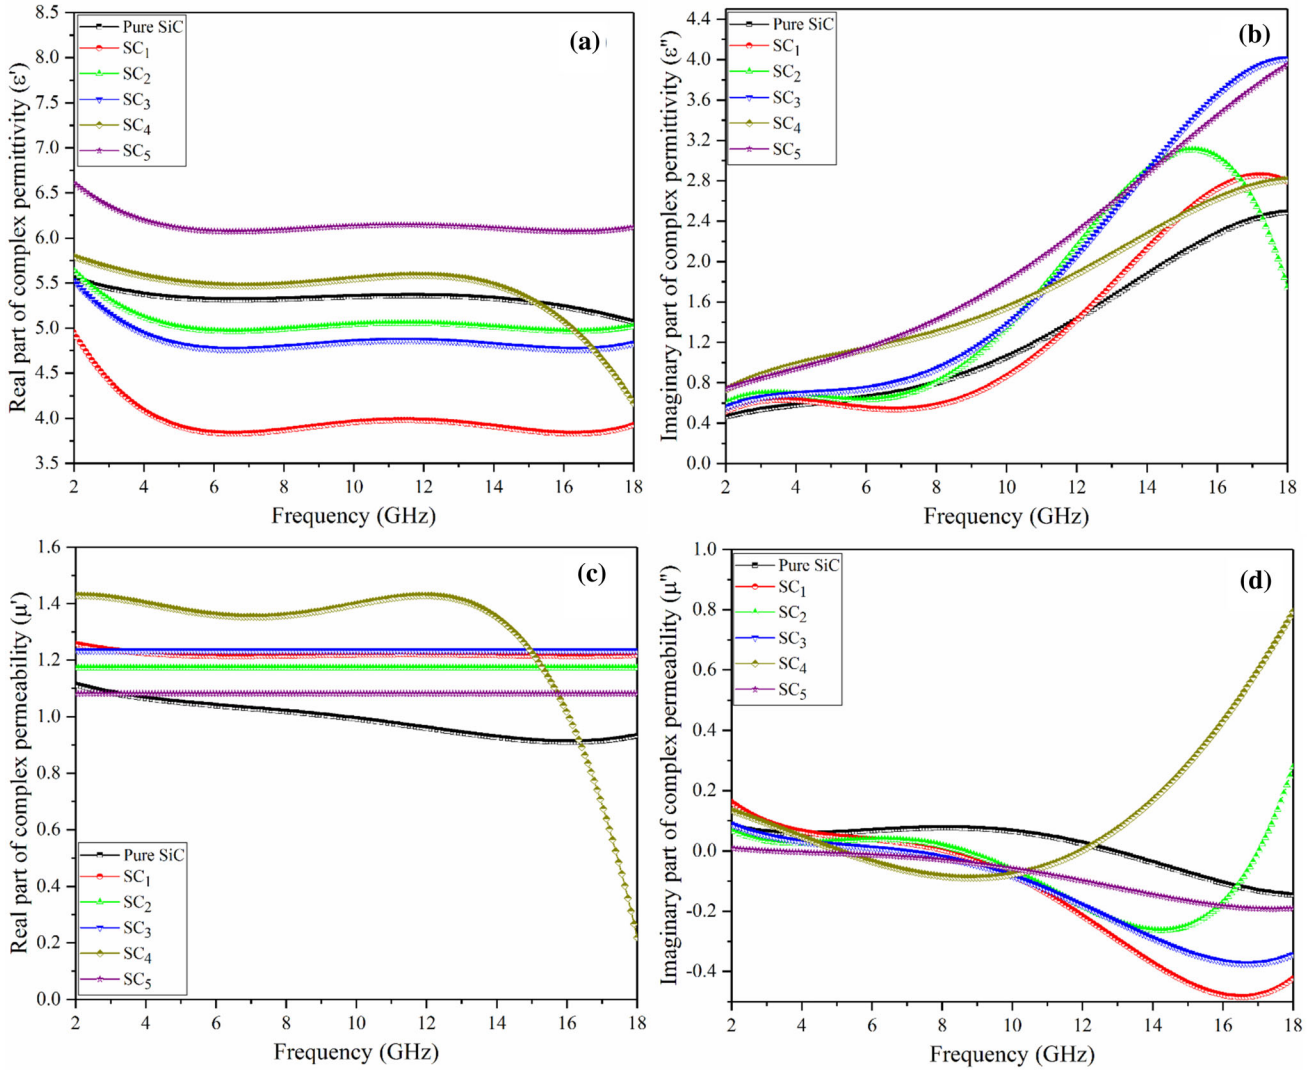 Real part of complex permittivity (ε')
8.5
8.0
7.5
7.0
6.5
6.0
5.5
5.0
4.5
4.0
3.5
Pure SiC
SC1
SC2
SC3
SC4
SC5
(a)
2 4 6 8 10 12 14 16 18
Frequency (GHz)
Imaginary part of complex permittivity (ε'')
4.4
4.0
3.6
3.2
2.8
2.4
2.0
1.6
1.2
0.8
0.4
0.0
Pure SiC
SC1
SC2
SC3
SC4
SC5
(b)
2 4 6 8 10 12 14 16 18
Frequency (GHz)
Real part of complex permeability (μ')
1.6
1.4
1.2
1.0
0.8
0.6
0.4
0.2
0.0
(c)
Pure SiC
SC1
SC2
SC3
SC4
SC5
2 4 6 8 10 12 14 16 18
Frequency (GHz)
Imaginary part of complex permeability (μ'')
1.0
0.8
0.6
0.4
0.2
0.0
-0.2
-0.4
Pure SiC
SC1
SC2
SC3
SC4
SC5
(d)
2 4 6 8 10 12 14 16 18
Frequency (GHz)